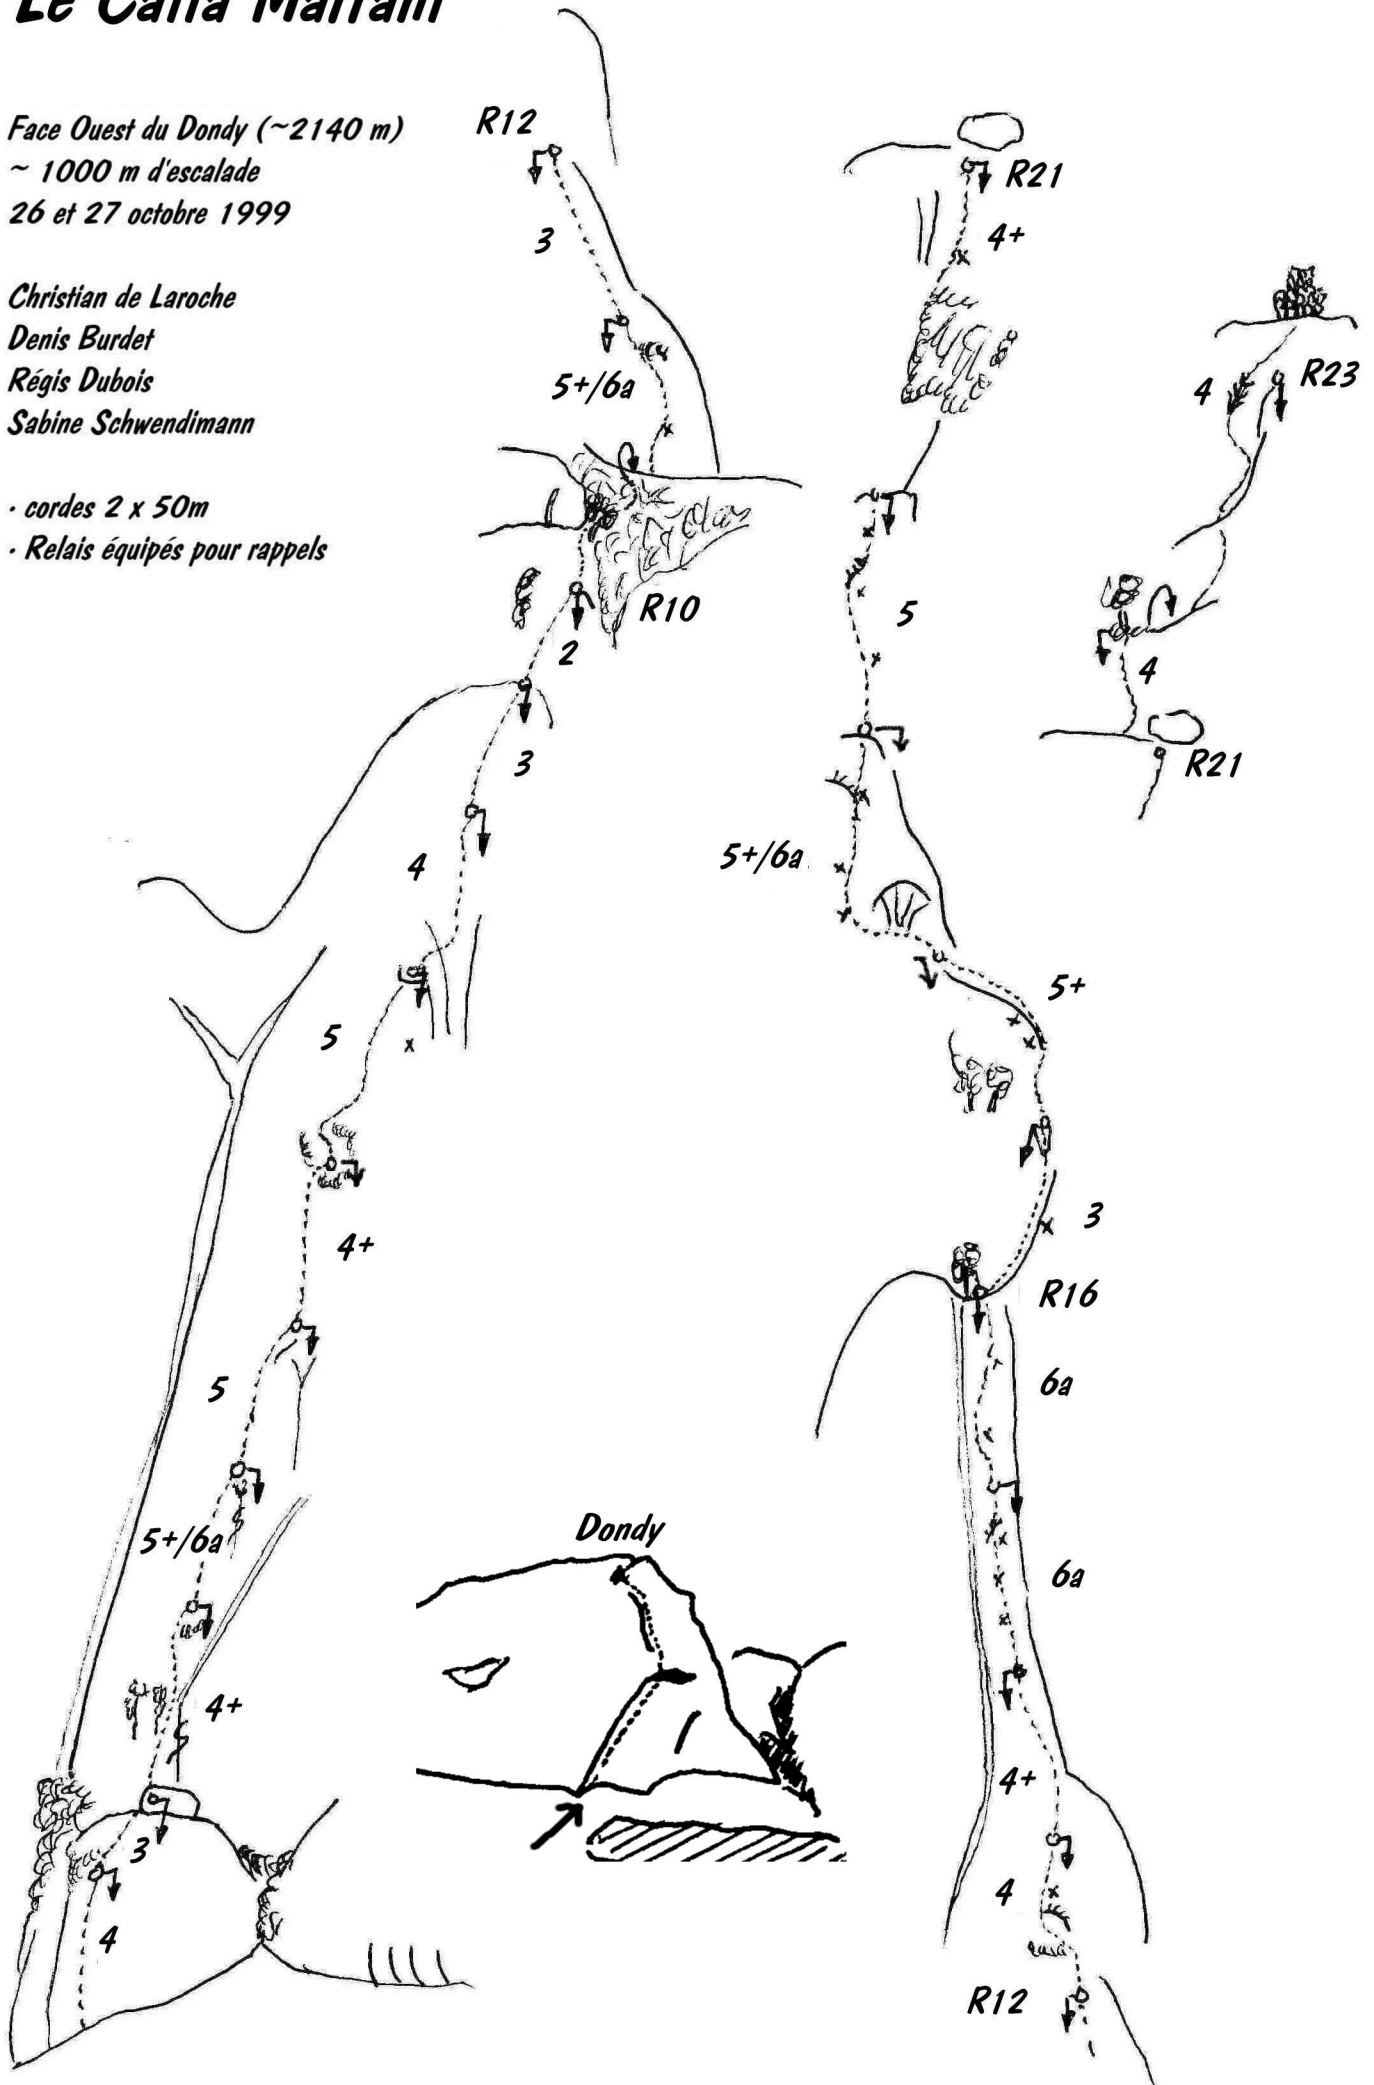 Le
Face Ouest du Dondy (~2140 m)
~ 1000 m d'escalade
26 et 27 octobre 1999
Christian de Laroche
Denis Burdet
Régis Dubois
Sabine Schwendimann
· cordes 2 x 50m
· Relais équipés pour rappels
R12
3
5+/6a
R10
2
3
4
5
4+
5
5+/6a
4+
3
4
Dondy
R21
4+
5
5+/6a
5+
3
R16
6a
6a
4+
4
R12
4
R23
4
R21